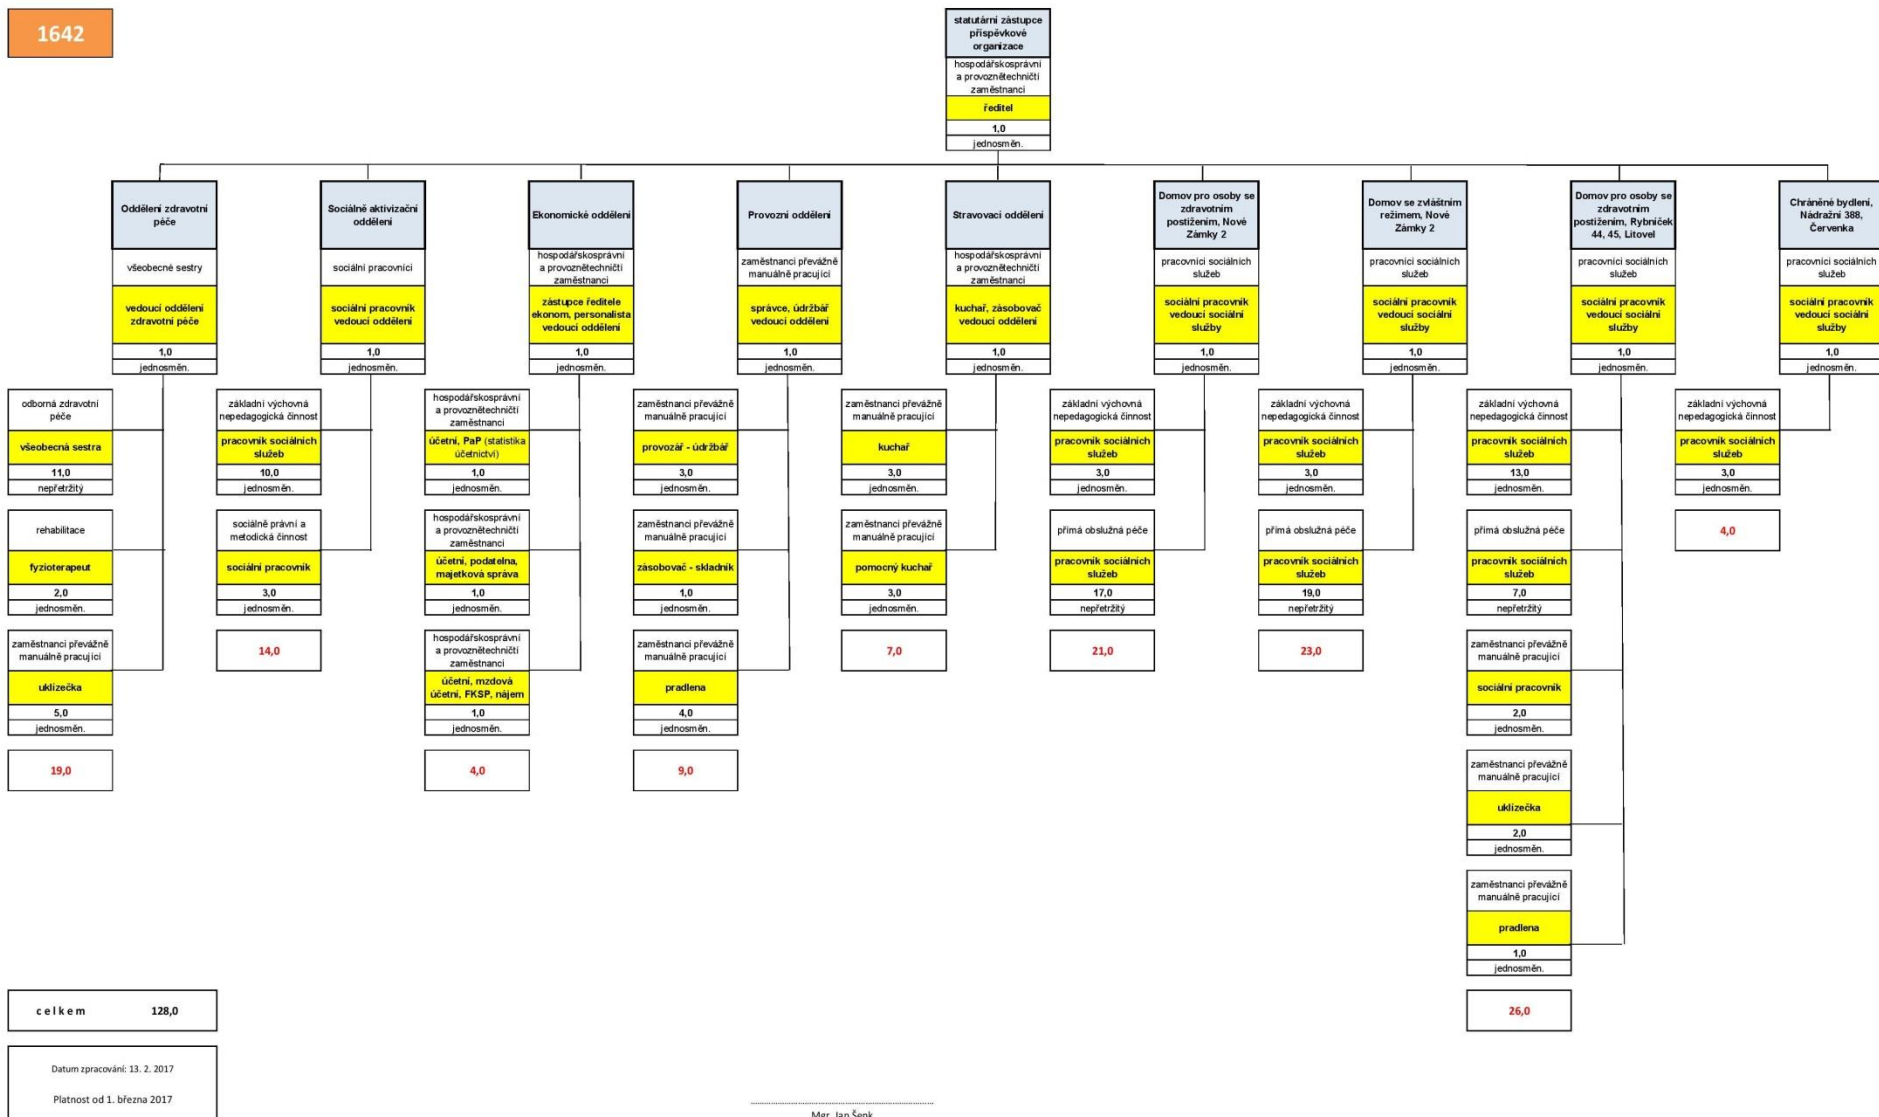 1642
statutární zástupce
příspěvkové
organizace
hospodářskosprávní
a provoznětechničtí
zaměstnanci
ředitel
1,0
jednosměn.
Oddělení zdravotní
péče
všeobecné sestry
vedoucí oddělení
zdravotní péče
1,0
jednosměn.
odborná zdravotní
péče
všeobecná sestra
11,0
nepřetržitý
rehabilitace
fyzioterapeut
2,0
jednosměn.
zaměstnanci převážně
manuálně pracující
uklízečka
5,0
jednosměn.
19,0
Sociálně aktivizační
oddělení
sociální pracovníci
sociální pracovník
vedoucí oddělení
1,0
jednosměn.
základní výchovná
nepedagogická činnost
pracovník sociálních
služeb
10,0
jednosměn.
sociálně právní a
metodická činnost
sociální pracovník
3,0
jednosměn.
14,0
Ekonomické oddělení
hospodářskosprávní
a provoznětechničtí
zaměstnanci
zástupce ředitele
ekonom, personalista
vedoucí oddělení
1,0
jednosměn.
hospodářskosprávní
a provoznětechničtí
zaměstnanci
účetní, PaP (statistika
účetnictví)
1,0
jednosměn.
hospodářskosprávní
a provoznětechničtí
zaměstnanci
účetní, podatelna,
majetková správa
1,0
jednosměn.
hospodářskosprávní
a provoznětechničtí
zaměstnanci
účetní, mzdová
účetní, FKSP, nájem
1,0
jednosměn.
4,0
Provozní oddělení
zaměstnanci převážně
manuálně pracující
správce, údržbář
vedoucí oddělení
1,0
jednosměn.
zaměstnanci převážně
manuálně pracující
provozář - údržbář
3,0
jednosměn.
zaměstnanci převážně
manuálně pracující
zásobovač - skladník
1,0
jednosměn.
zaměstnanci převážně
manuálně pracující
pradlena
4,0
jednosměn.
9,0
Stravovací oddělení
hospodářskosprávní
a provoznětechničtí
zaměstnanci
kuchař, zásobovač
vedoucí oddělení
1,0
jednosměn.
zaměstnanci převážně
manuálně pracující
kuchař
3,0
jednosměn.
zaměstnanci převážně
manuálně pracující
pomocný kuchař
3,0
jednosměn.
7,0
Domov pro osoby se
zdravotním
postižením, Nové
Zámky 2
pracovníci sociálních
služeb
sociální pracovník
vedoucí sociální
služby
1,0
jednosměn.
základní výchovná
nepedagogická činnost
pracovník sociálních
služeb
3,0
jednosměn.
přímá obslužná péče
pracovník sociálních
služeb
17,0
nepřetržitý
21,0
Domov se zvláštním
režimem, Nové
Zámky 2
pracovníci sociálních
služeb
sociální pracovník
vedoucí sociální
služby
1,0
jednosměn.
základní výchovná
nepedagogická činnost
pracovník sociálních
služeb
3,0
jednosměn.
přímá obslužná péče
pracovník sociálních
služeb
19,0
nepřetržitý
23,0
Domov pro osoby se
zdravotním
postižením, Rybníček
44, 45, Litovel
pracovníci sociálních
služeb
sociální pracovník
vedoucí sociální
služby
1,0
jednosměn.
základní výchovná
nepedagogická činnost
pracovník sociálních
služeb
13,0
jednosměn.
přímá obslužná péče
pracovník sociálních
služeb
7,0
nepřetržitý
zaměstnanci převážně
manuálně pracující
sociální pracovník
2,0
jednosměn.
zaměstnanci převážně
manuálně pracující
uklízečka
2,0
jednosměn.
zaměstnanci převážně
manuálně pracující
pradlena
1,0
jednosměn.
26,0
Chráněné bydlení,
Nádražní 388,
Červenka
pracovníci sociálních
služeb
sociální pracovník
vedoucí sociální
služby
1,0
jednosměn.
základní výchovná
nepedagogická činnost
pracovník sociálních
služeb
3,0
jednosměn.
4,0
celkem 128,0
Datum zpracování: 13. 2. 2017
Platnost od 1. března 2017
Mgr. Jan Šenk